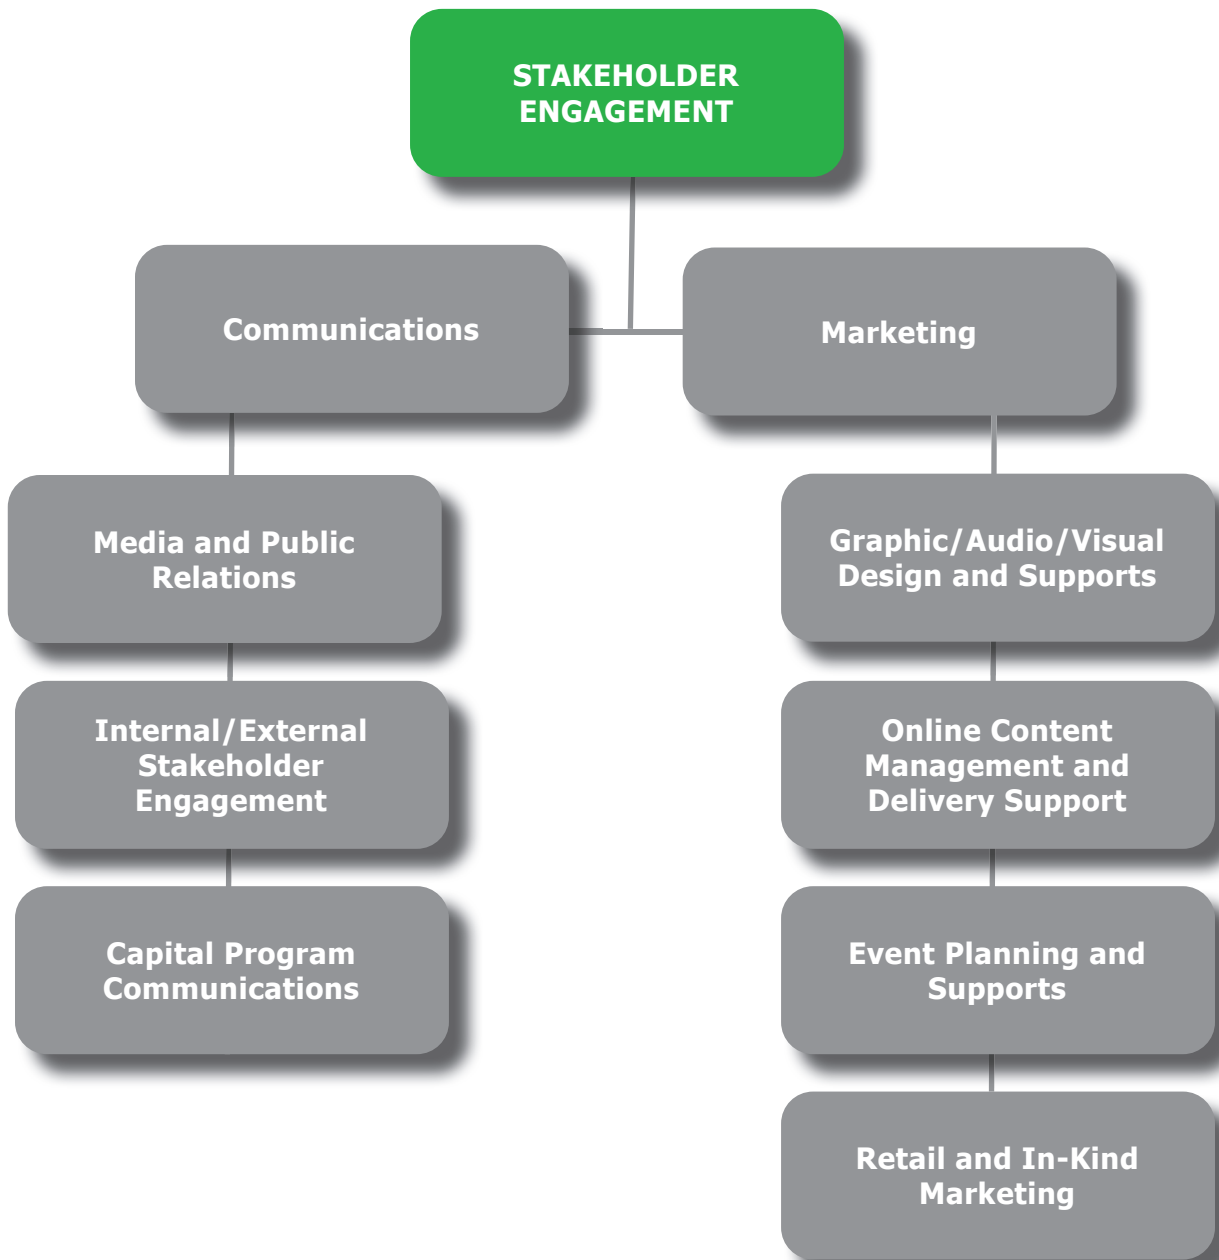 STAKEHOLDER
ENGAGEMENT
Communications
Marketing
Media and Public
Relations
Internal/External
Stakeholder
Engagement
Capital Program
Communications
Graphic/Audio/Visual
Design and Supports
Online Content
Management and
Delivery Support
Event Planning and
Supports
Retail and In-Kind
Marketing